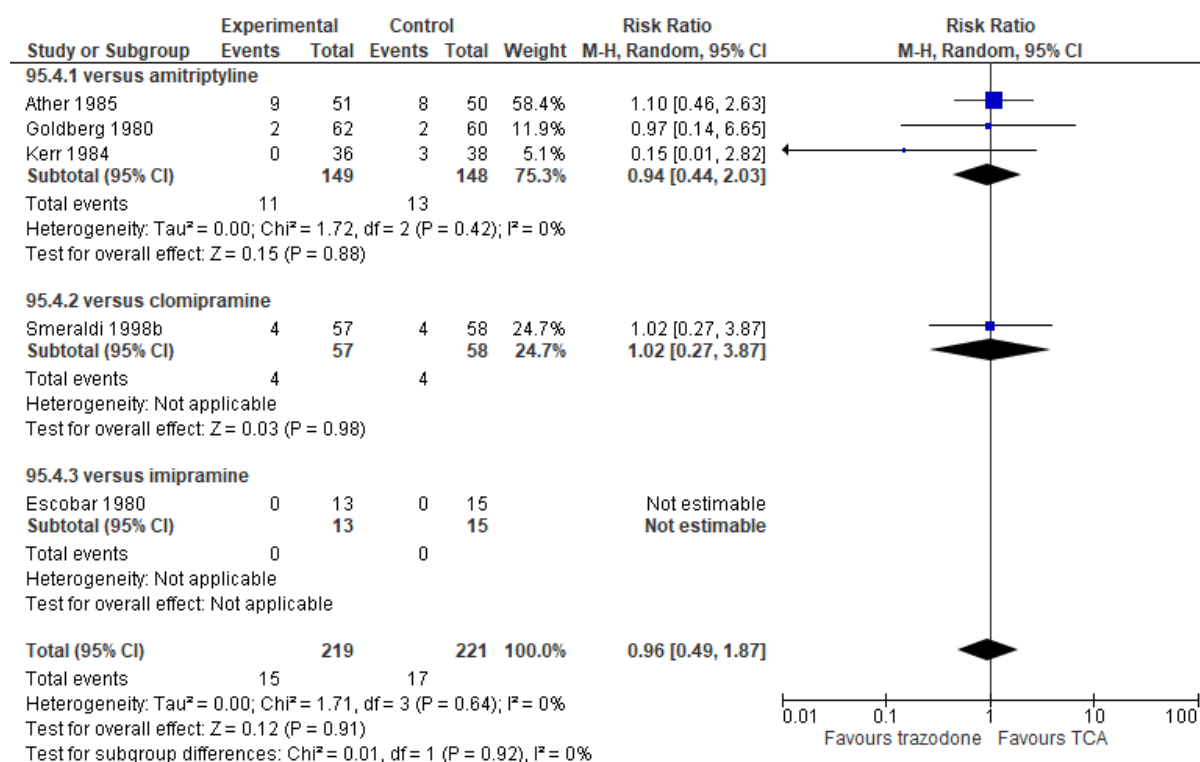 Experimental Control Risk Ratio Risk Ratio
Study or Subgroup Events Total Events Total Weight M-H, Random, 95% CI M-H, Random, 95% CI
95.4.1 versus amitriptyline
Ather 1985 9 51 8 50 58.4% 1.10 [0.46, 2.63]
Goldberg 1980 2 62 2 60 11.9% 0.97 [0.14, 6.65]
Kerr 1984 0 36 3 38 5.1% 0.15 [0.01, 2.82]
Subtotal (95% CI) 149 148 75.3% 0.94 [0.44, 2.03]
Total events 11 13
Heterogeneity: Tau² = 0.00; Chi² = 1.72, df = 2 (P = 0.42); I² = 0%
Test for overall effect: Z = 0.15 (P = 0.88)
95.4.2 versus clomipramine
Smeraldi 1998b 4 57 4 58 24.7% 1.02 [0.27, 3.87]
Subtotal (95% CI) 57 58 24.7% 1.02 [0.27, 3.87]
Total events 4 4
Heterogeneity: Not applicable
Test for overall effect: Z = 0.03 (P = 0.98)
95.4.3 versus imipramine
Escobar 1980 0 13 0 15 Not estimable
Subtotal (95% CI) 13 15 Not estimable
Total events 0 0
Heterogeneity: Not applicable
Test for overall effect: Not applicable
Total (95% CI) 219 221 100.0% 0.96 [0.49, 1.87]
Total events 15 17
Heterogeneity: Tau² = 0.00; Chi² = 1.71, df = 3 (P = 0.64); I² = 0%
Test for overall effect: Z = 0.12 (P = 0.91)
Test for subgroup differences: Chi² = 0.01, df = 1 (P = 0.92), I² = 0%
0.01 0.1 1 10 100
Favours trazodone Favours TCA